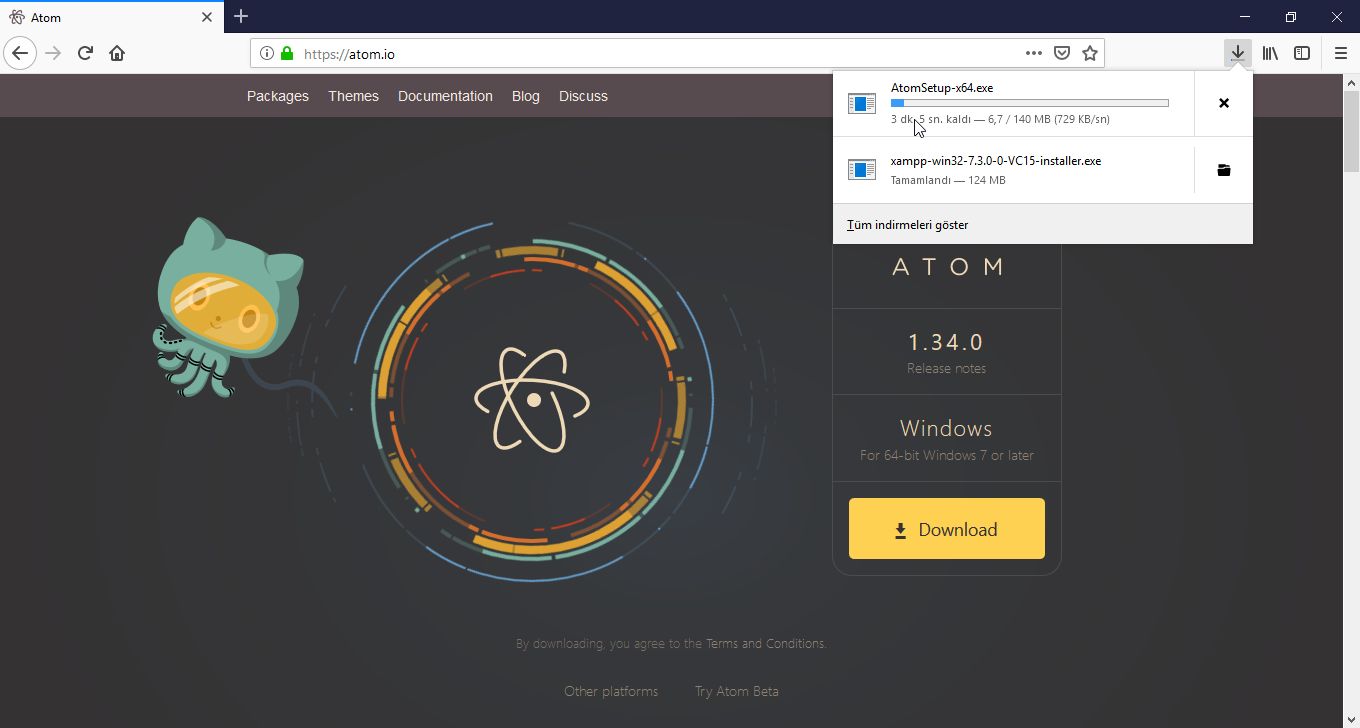 Atom
https://atom.io
Packages Themes Documentation Blog Discuss
AtomSetup-x64.exe
3 dk. 5 sn. kaldı — 6,7 / 140 MB (729 KB/sn)
xampp-win32-7.3.0-0-VC15-installer.exe
Tamamlandı — 124 MB
Tüm indirmeleri göster
ATOM
1.34.0
Release notes
Windows
For 64-bit Windows 7 or later
Download
By downloading, you agree to the Terms and Conditions.
Other platforms Try Atom Beta